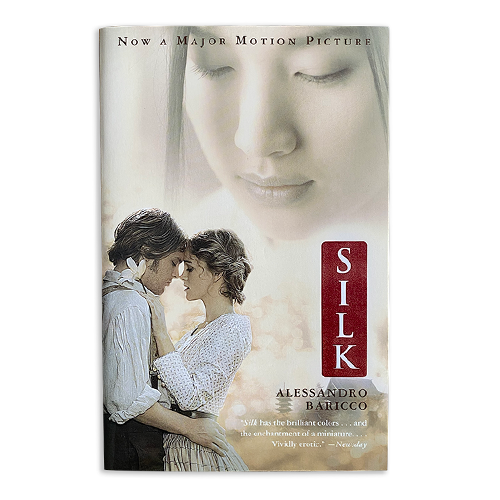 NOW A MAJOR MOTION PICTURE
SILK
ALESSANDRO
BARICCO
"Silk has the brilliant colors . . . and
the enchantment of a miniature. . . .
Vividly erotic." —Newsday